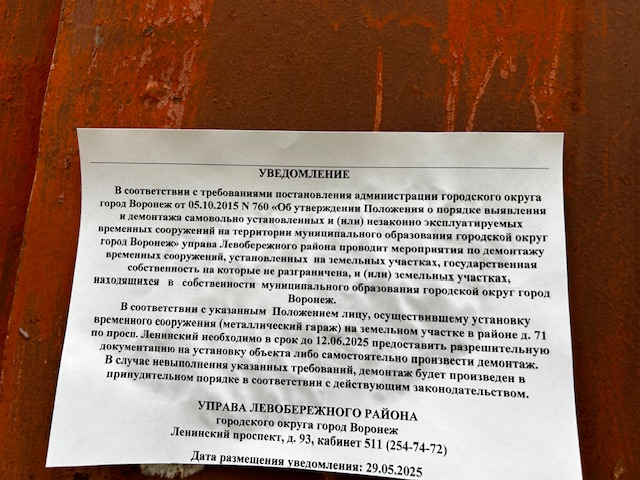 УВЕДОМЛЕНИЕ
В соответствии с требованиями постановления администрации городского округа
город Воронеж от 05.10.2015 N 760 «Об утверждении Положения о порядке выявления
и демонтажа самовольно установленных и (или) незаконно эксплуатируемых
временных сооружений на территории муниципального образования городской округ
город Воронеж» управа Левобережного района проводит мероприятия по демонтажу
временных сооружений, установленных на земельных участках, государственная
собственность на которые не разграничена, и (или) земельных участках,
находящихся в собственности муниципального образования городской округ город
Воронеж.
В соответствии с указанным Положением лицу, осуществившему установку
временного сооружения (металлический гараж) на земельном участке в районе д. 71
по просп. Ленинский необходимо в срок до 12.06.2025 предоставить разрешительную
документацию на установку объекта либо самостоятельно произвести демонтаж.
В случае невыполнения указанных требований, демонтаж будет произведен в
принудительном порядке в соответствии с действующим законодательством.
УПРАВА ЛЕВОБЕРЕЖНОГО РАЙОНА
городского округа город Воронеж
Ленинский проспект, д. 93, кабинет 511 (254-74-72)
Дата размещения уведомления: 29.05.2025